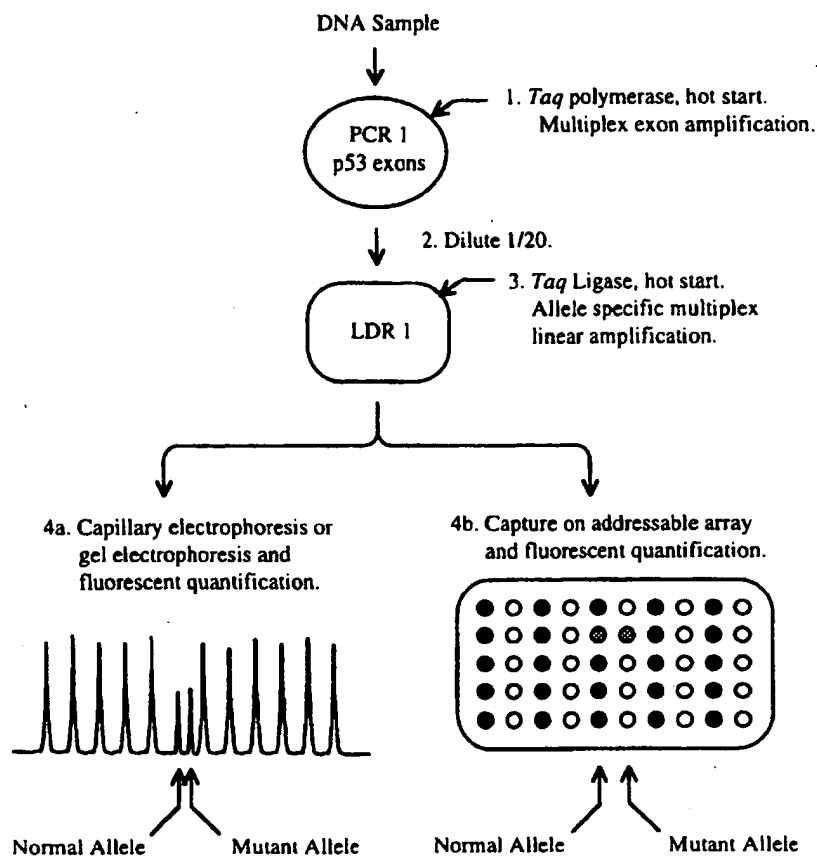 DNA Sample
1. Taq polymerase, hot start.
Multiplex exon amplification.
PCR 1
p53 exons
2. Dilute 1/20.
3. Taq Ligase, hot start.
Allele specific multiplex
linear amplification.
LDR 1
4a. Capillary electrophoresis or
gel electrophoresis and
fluorescent quantification.
4b. Capture on addressable array
and fluorescent quantification.
Normal Allele
Mutant Allele
Normal Allele
Mutant Allele